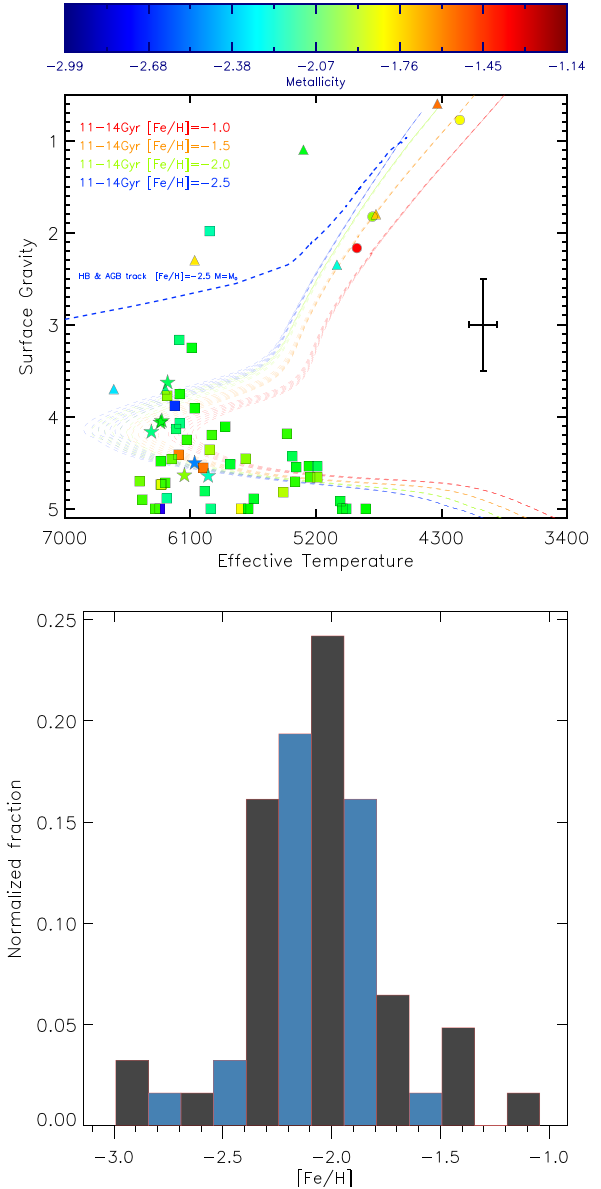 −2.99 −2.68 −2.38 −2.07 −1.76 −1.45 −1.14
Metallicity
11−14Gyr [Fe/H]=−1.0
11−14Gyr [Fe/H]=−1.5
11−14Gyr [Fe/H]=−2.0
11−14Gyr [Fe/H]=−2.5
HB & AGB track [Fe/H]=−2.5 M=M₀
1
2
3
4
5
Surface Gravity
7000 6100 5200 4300 3400
Effective Temperature
0.25
0.20
0.15
0.10
0.05
0.00
Normalized fraction
−3.0 −2.5 −2.0 −1.5 −1.0
[Fe/H]